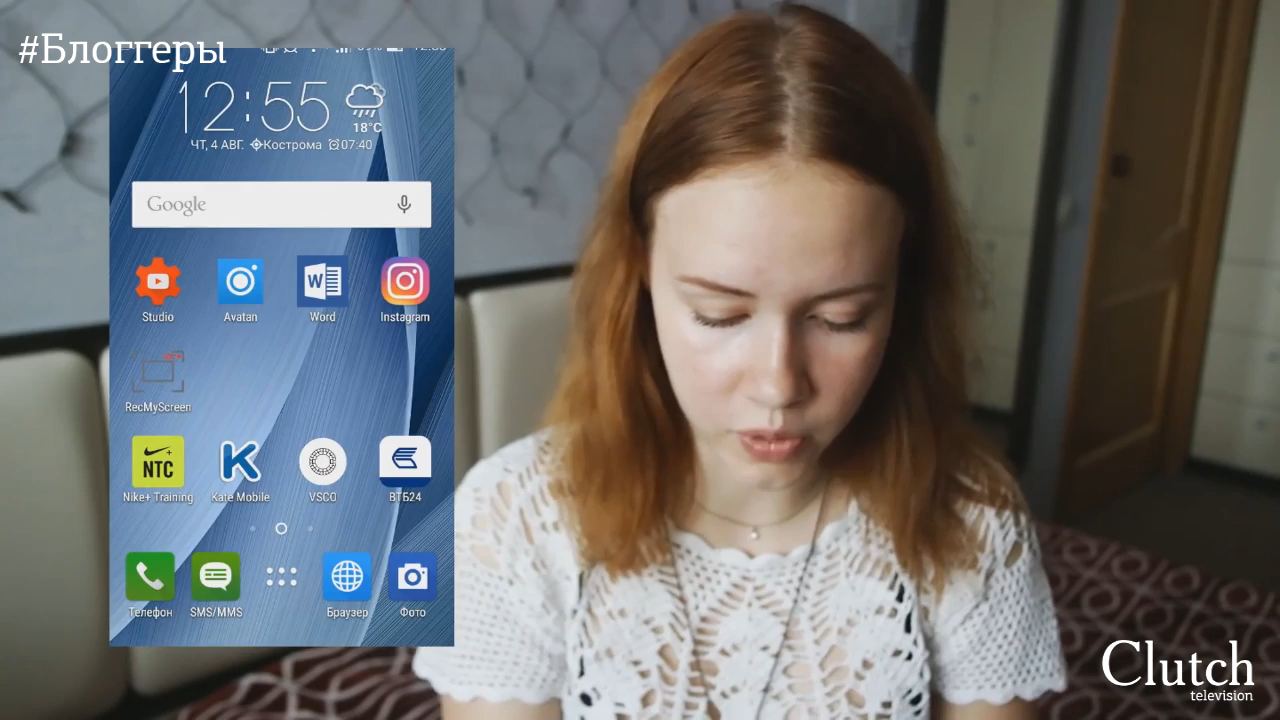 #Блоггеры
12:55
18°C
ЧТ, 4 АВГ. Кострома 07:40
Google
Studio Avatan Word Instagram
W
RecMyScreen
NTC
Nike+ Training Kate Mobile VSCO ВТБ24
Телефон SMS/MMS Браузер Фото
Clutch
television